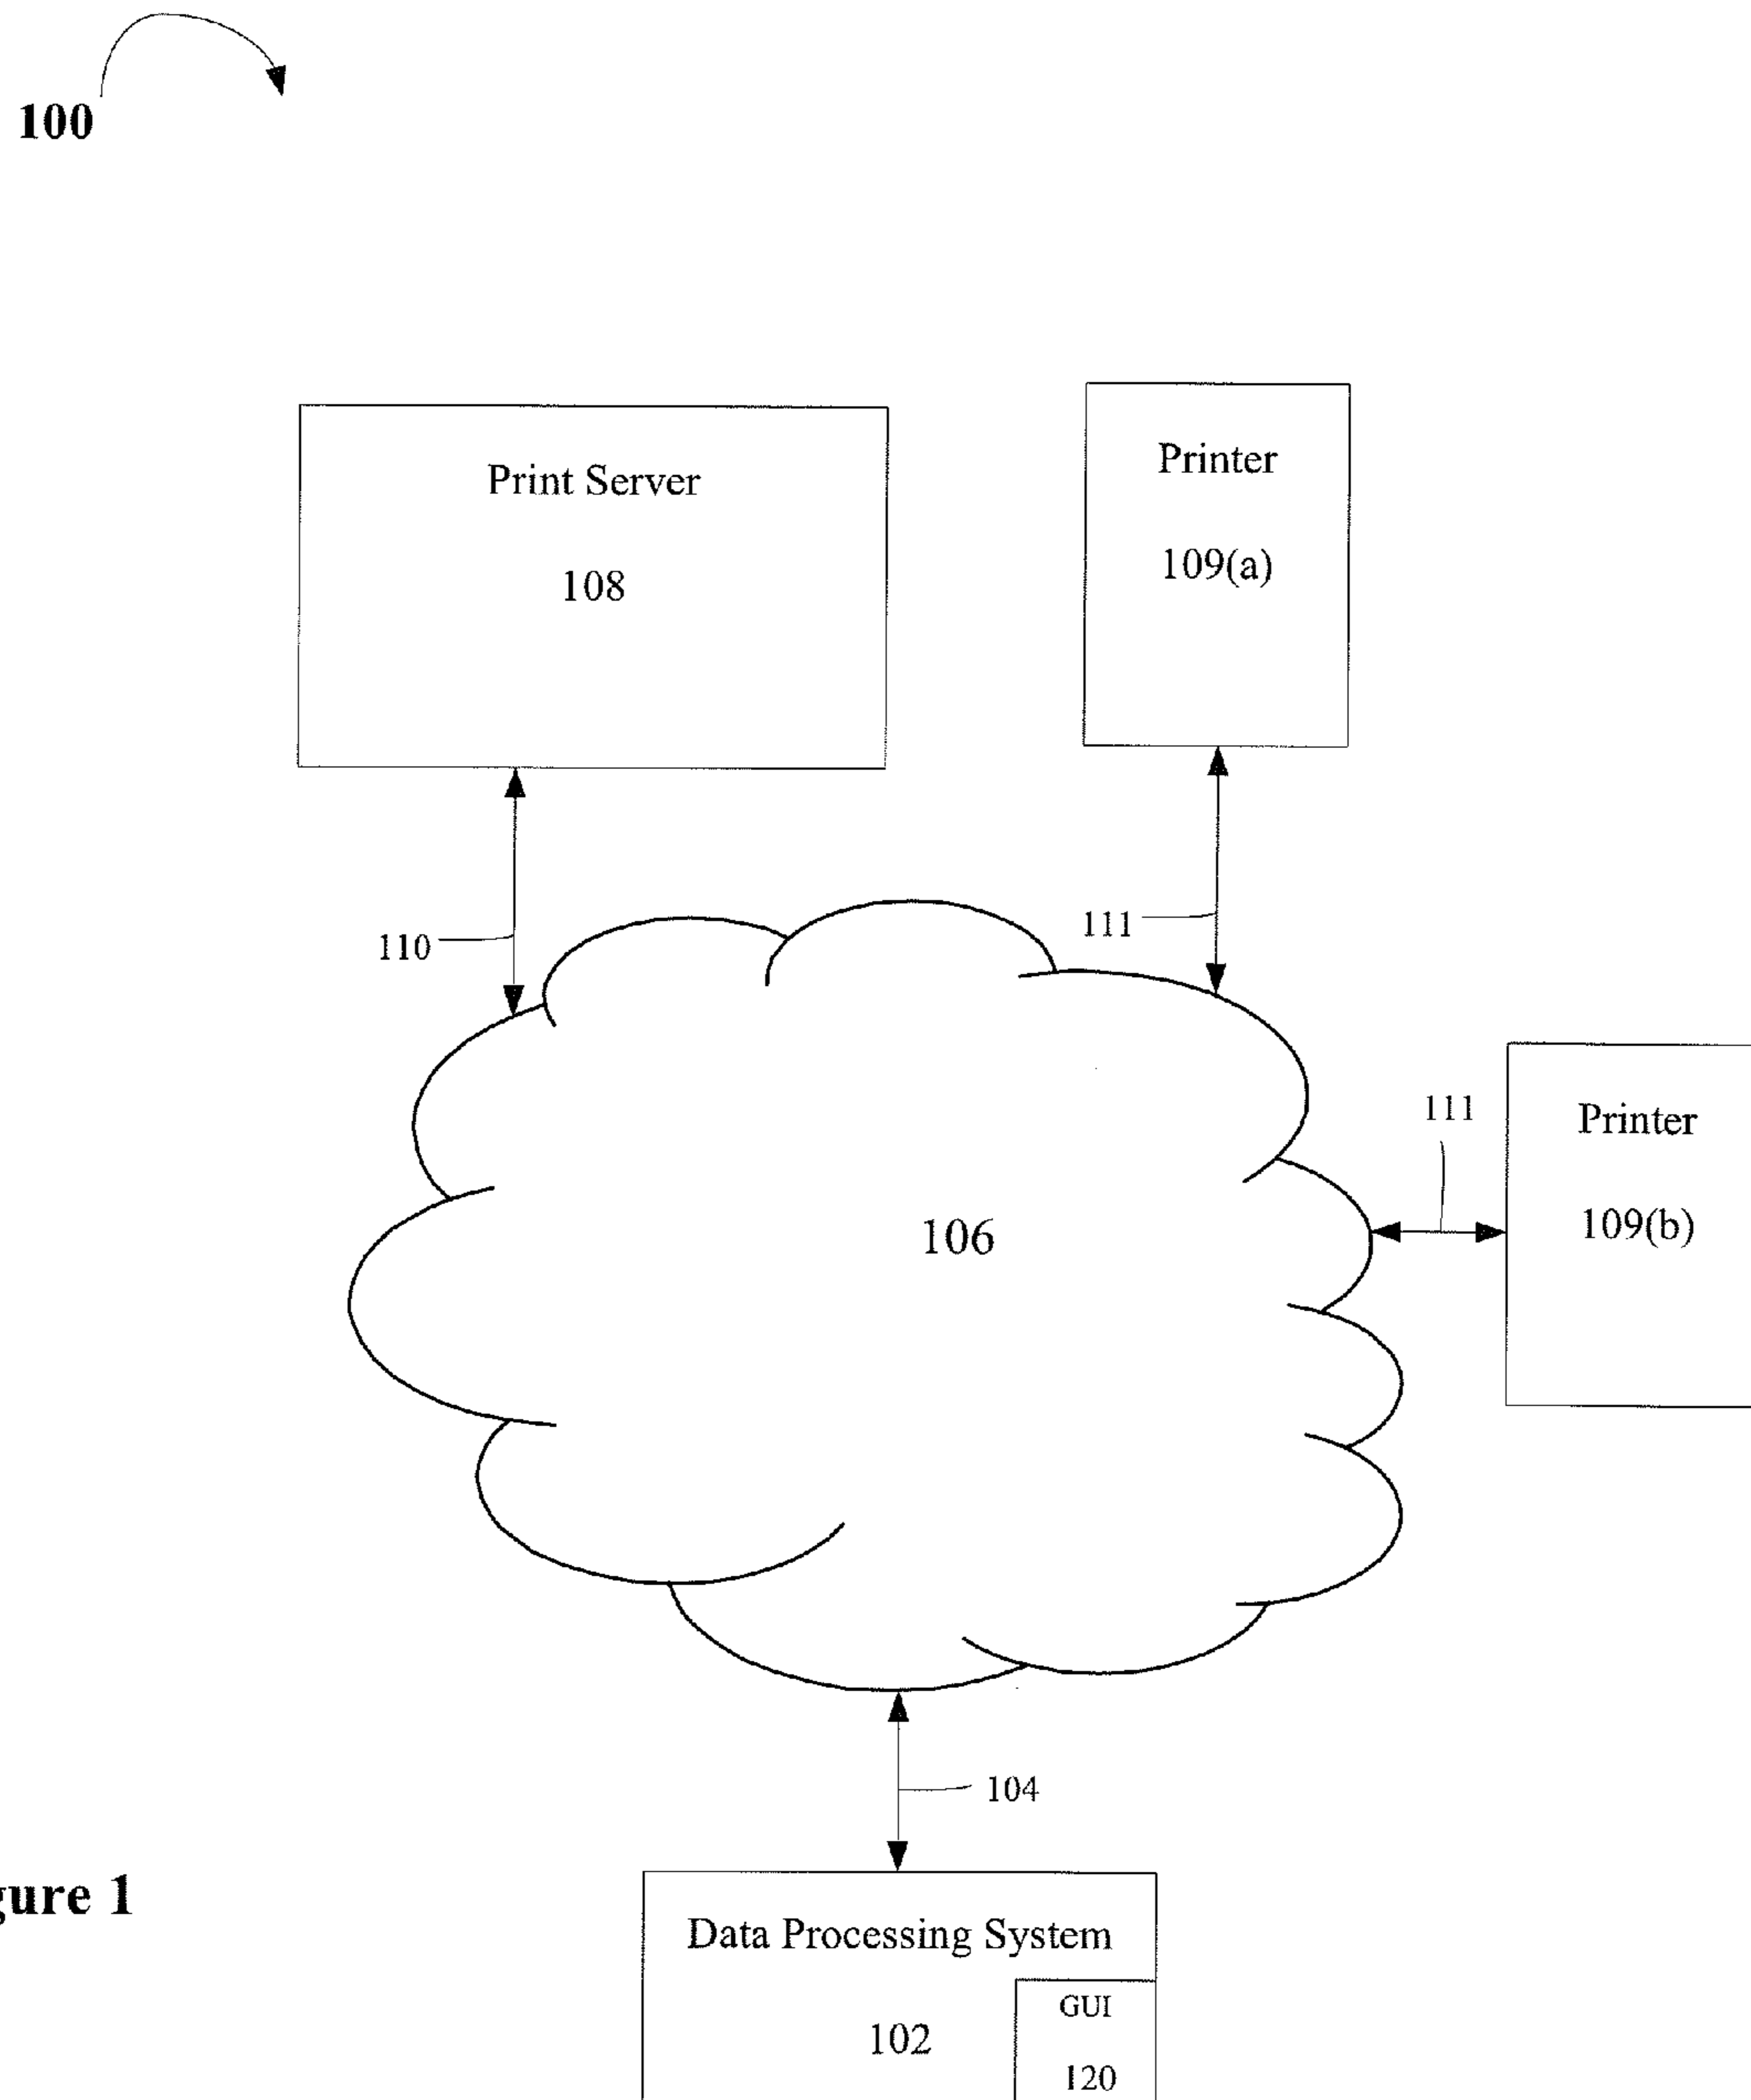 100
Print Server
108
Printer
109(a)
110
111
111
Printer
109(b)
106
104
gure 1
Data Processing System
102
GUI
120